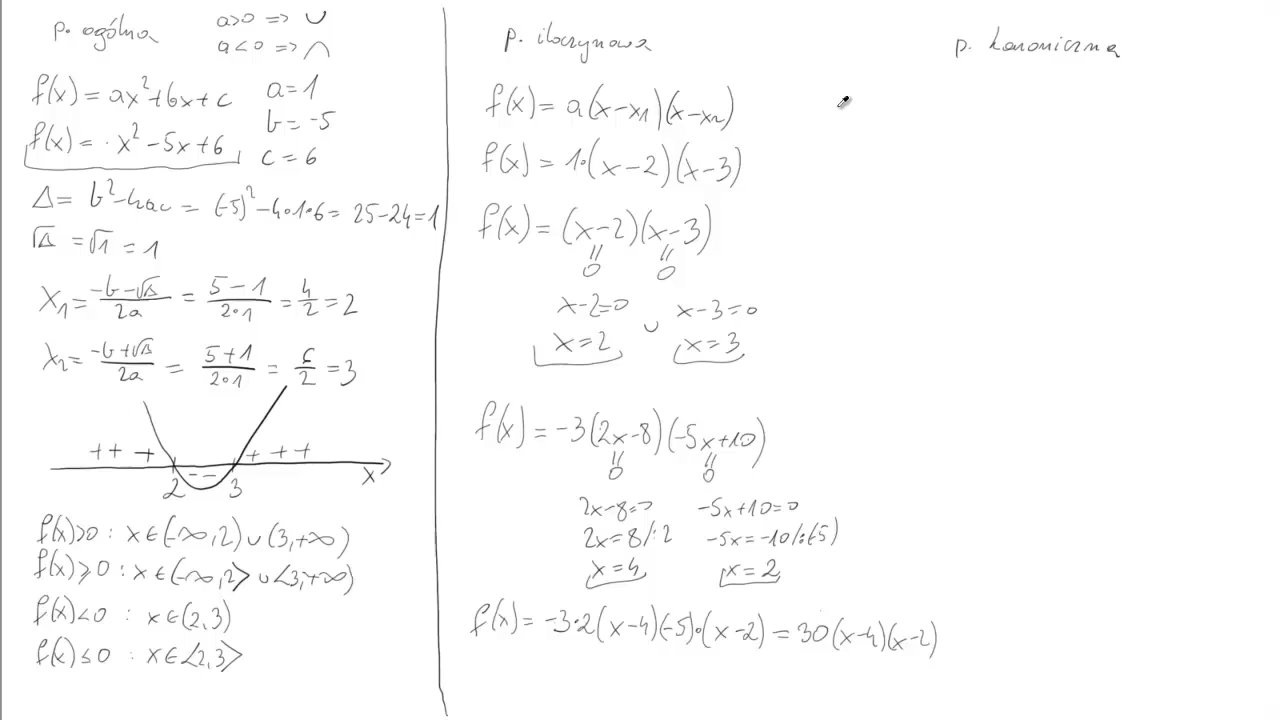 p. ogólna
a>0 => ∪
a<0 => ∩
f(x) = ax²+bx+c
a=1
b=-5
f(x) = x²-5x+6
c=6
Δ= b²-4ac = (-5)²-4·1·6= 25-24=1
√Δ =√1 = 1
x₁= (-b-√Δ)/2a = (5-1)/2·1 = 4/2 = 2
x₂= (-b+√Δ)/2a = (5+1)/2·1 = 6/2 = 3
++ + + ++
-- 
2 3 x
f(x)>0 : x∈(-∞,2)∪(3,+∞)
f(x)≥0 : x∈(-∞,2>∪<3,+∞)
f(x)<0 : x∈(2,3)
f(x)≤0 : x∈<2,3>
p. iloczynowa
f(x)= a(x-x₁)(x-x₂)
f(x) = 1·(x-2)(x-3)
f(x)= (x-2)(x-3)
= =
0 0
x-2=0 ∪ x-3=0
x=2 x=3
f(x) = -3(2x-8)(-5x+10)
= =
0 0
2x-8=0 -5x+10=0
2x=8/:2 -5x=-10/:(-5)
x=4 x=2
f(x)= -3·2(x-4)(-5)·(x-2) = 30(x-4)(x-2)
p. kanoniczna